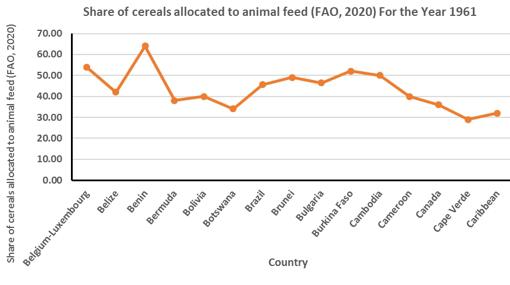 Share of cereals allocated to animal feed (FAO, 2020) For the Year 1961
Share of cereals allocated to animal feed (FAO, 2020)
70.00
60.00
50.00
40.00
30.00
20.00
10.00
0.00
Belgium-Luxembourg
Belize
Benin
Bermuda
Bolivia
Botswana
Brazil
Brunei
Bulgaria
Burkina Faso
Cambodia
Cameroon
Canada
Cape Verde
Caribbean
Country